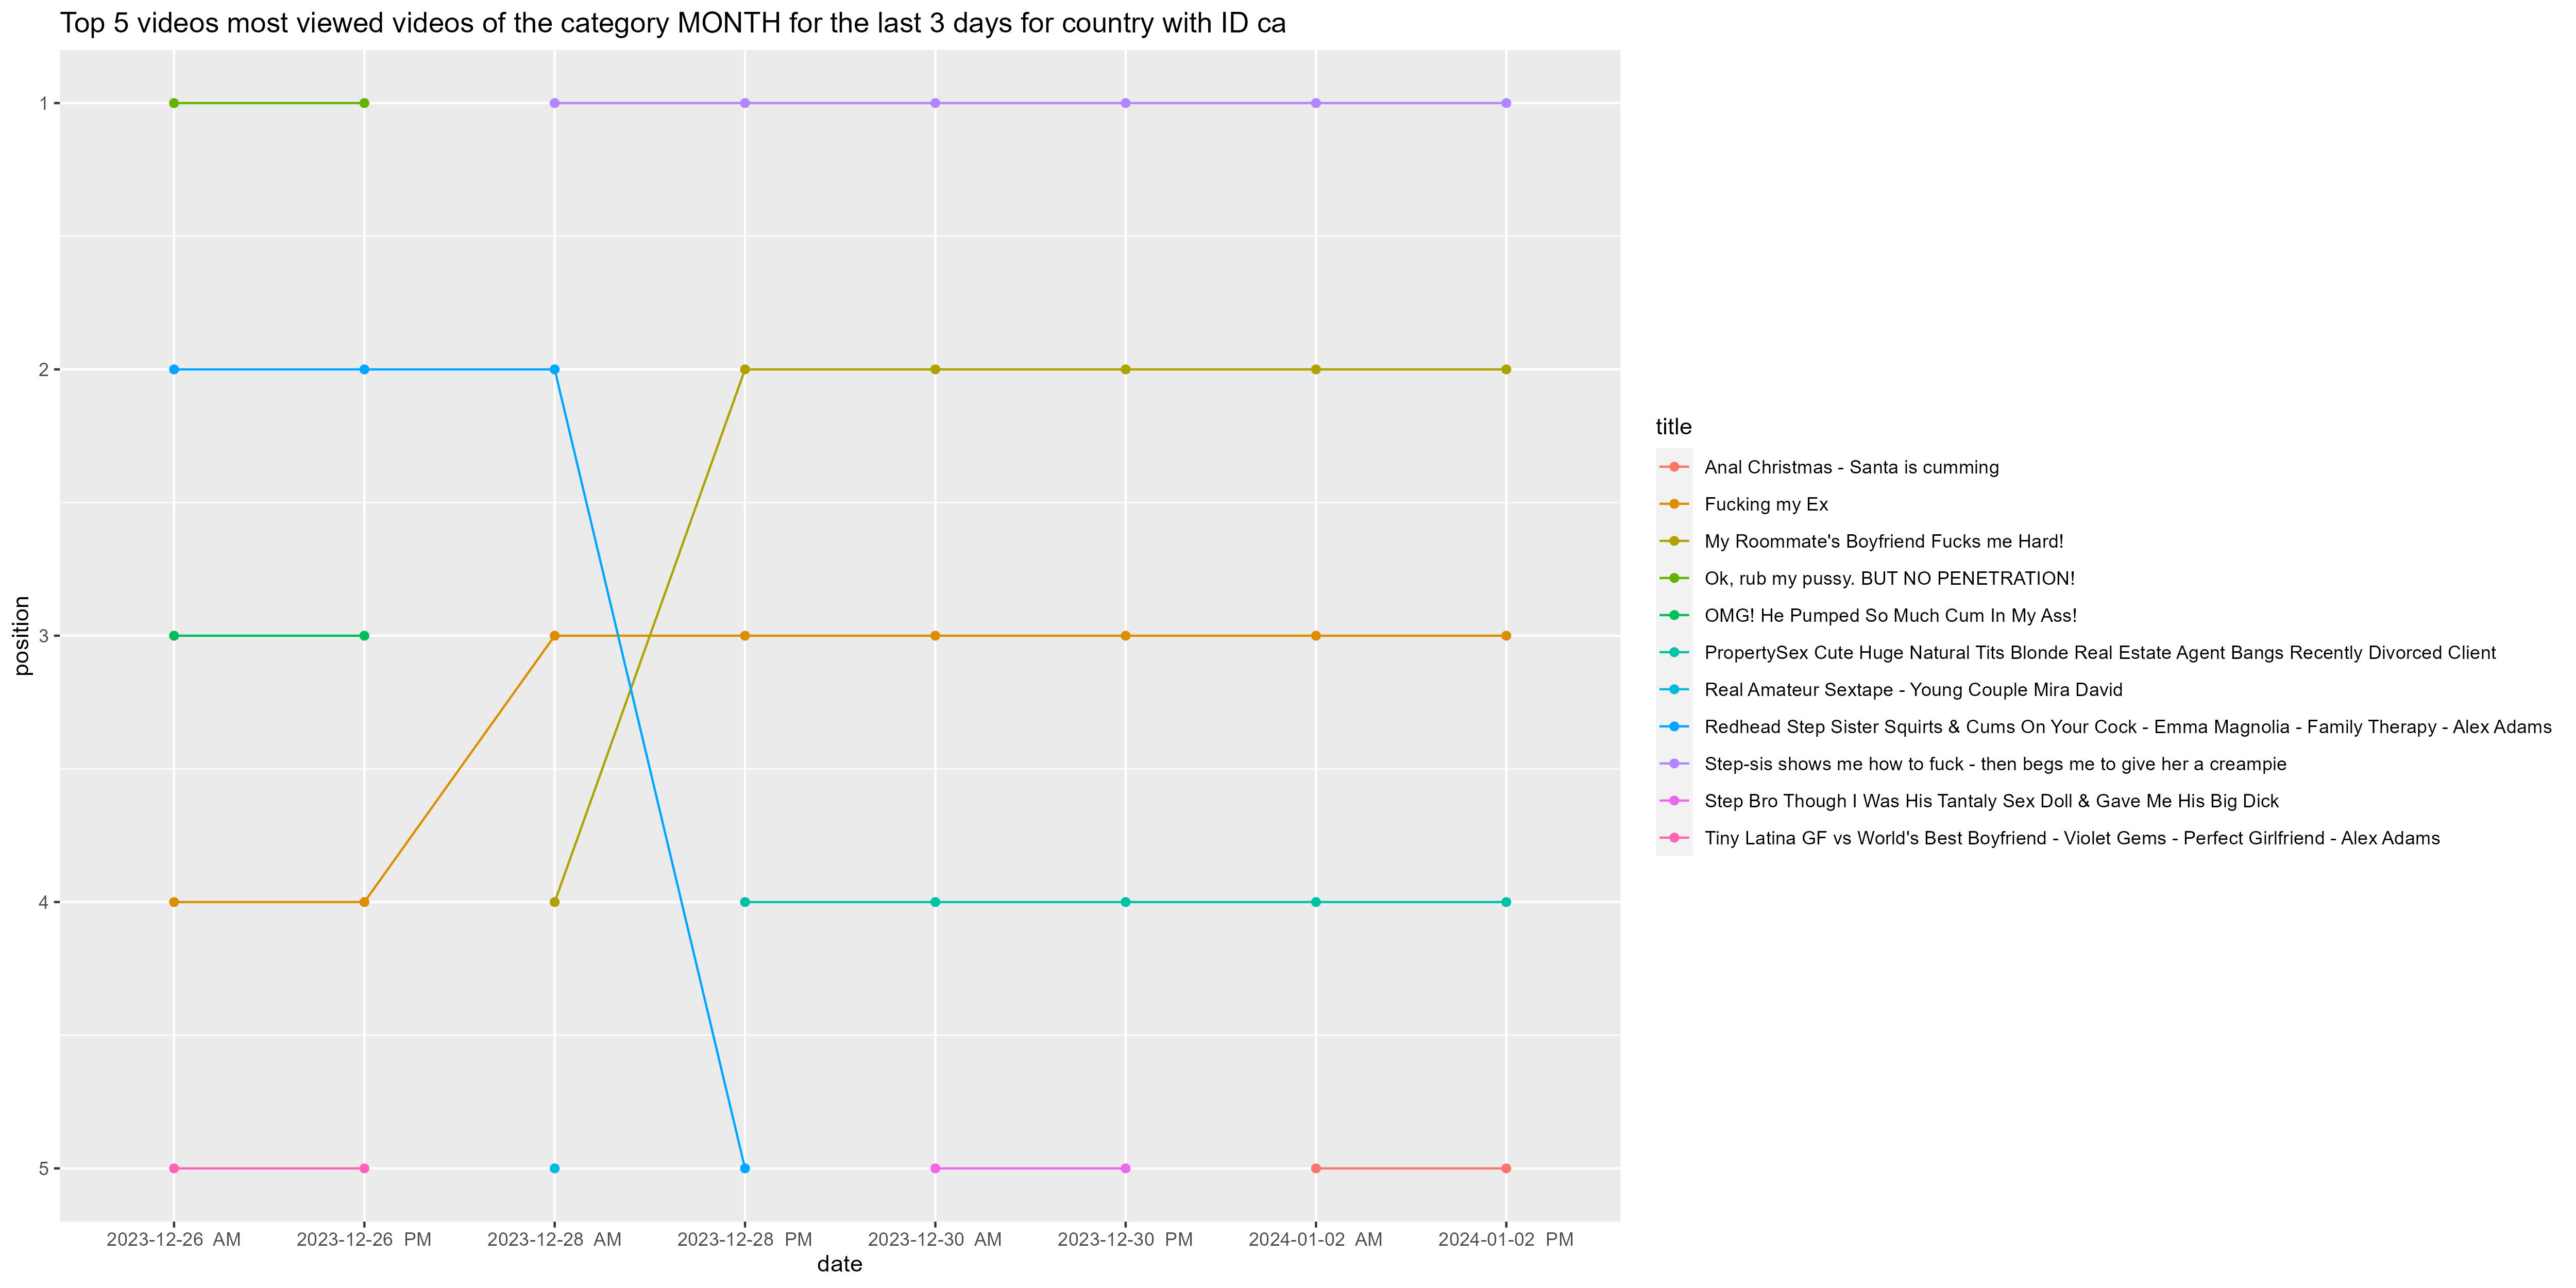 Top 5 videos most viewed videos of the category MONTH for the last 3 days for country with ID ca
1
2
3
4
5
position
2023-12-26 AM
2023-12-26 PM
2023-12-28 AM
2023-12-28 PM
2023-12-30 AM
2023-12-30 PM
2024-01-02 AM
2024-01-02 PM
date
title
Anal Christmas - Santa is cumming
Fucking my Ex
My Roommate's Boyfriend Fucks me Hard!
Ok, rub my pussy. BUT NO PENETRATION!
OMG! He Pumped So Much Cum In My Ass!
PropertySex Cute Huge Natural Tits Blonde Real Estate Agent Bangs Recently Divorced Client
Real Amateur Sextape - Young Couple Mira David
Redhead Step Sister Squirts & Cums On Your Cock - Emma Magnolia - Family Therapy - Alex Adams
Step-sis shows me how to fuck - then begs me to give her a creampie
Step Bro Though I Was His Tantaly Sex Doll & Gave Me His Big Dick
Tiny Latina GF vs World's Best Boyfriend - Violet Gems - Perfect Girlfriend - Alex Adams